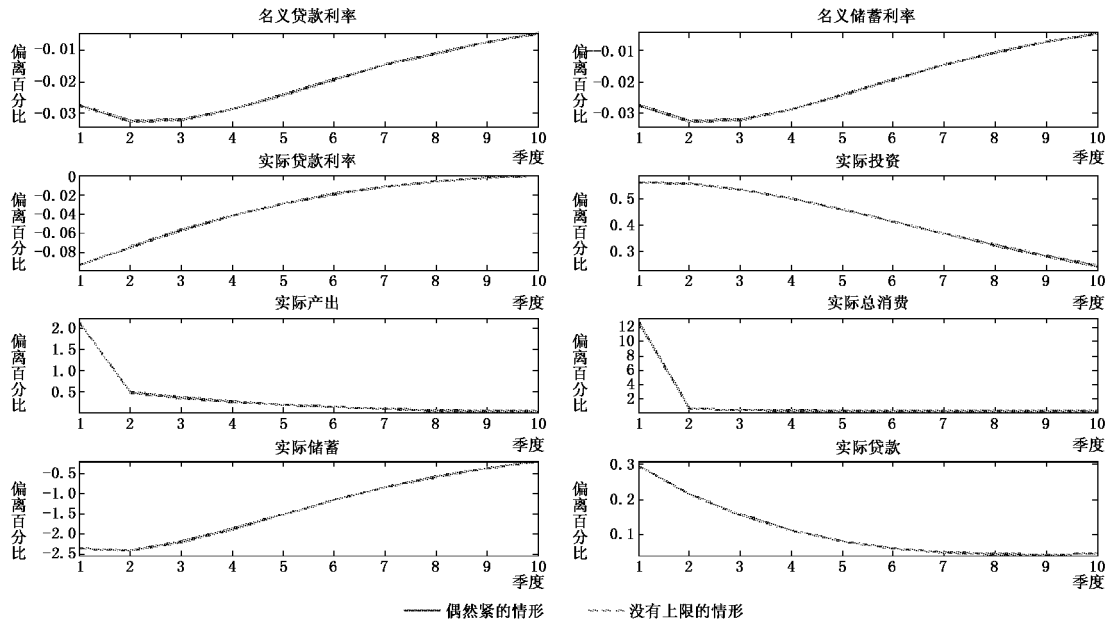 名义贷款利率
偏离百分比
-0.01
-0.02
-0.03
1 2 3 4 5 6 7 8 9 10
季度
名义储蓄利率
偏离百分比
-0.01
-0.02
-0.03
1 2 3 4 5 6 7 8 9 10
季度
实际贷款利率
偏离百分比
0
-0.02
-0.04
-0.06
-0.08
1 2 3 4 5 6 7 8 9 10
季度
实际投资
偏离百分比
0.5
0.4
0.3
1 2 3 4 5 6 7 8 9 10
季度
实际产出
偏离百分比
2.0
1.5
1.0
0.5
1 2 3 4 5 6 7 8 9 10
季度
实际总消费
偏离百分比
12
10
8
6
4
2
1 2 3 4 5 6 7 8 9 10
季度
实际储蓄
偏离百分比
-0.5
-1.0
-1.5
-2.0
-2.5
1 2 3 4 5 6 7 8 9 10
季度
实际贷款
偏离百分比
0.3
0.2
0.1
1 2 3 4 5 6 7 8 9 10
季度
偶然紧的情形
没有上限的情形